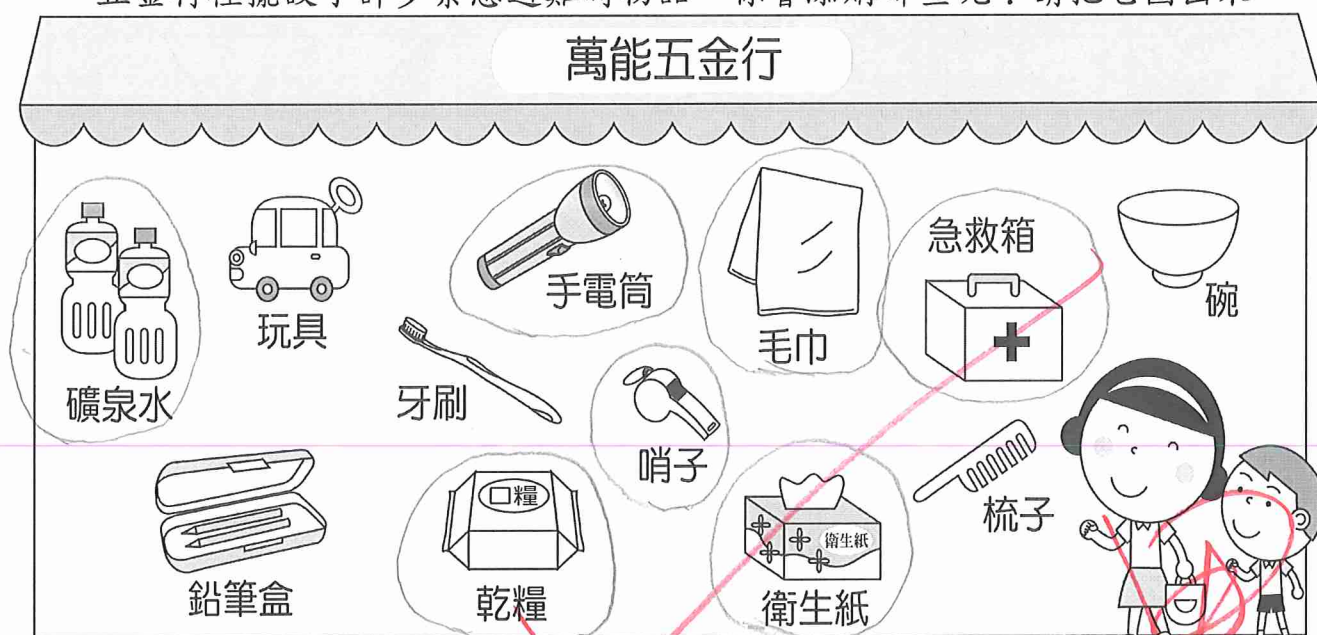 萬能五金行
急救箱
手電筒
碗
玩具
毛巾
牙刷
礦泉水
哨子
口糧
梳子
衛生紙
鉛筆盒
乾糧
衛生紙